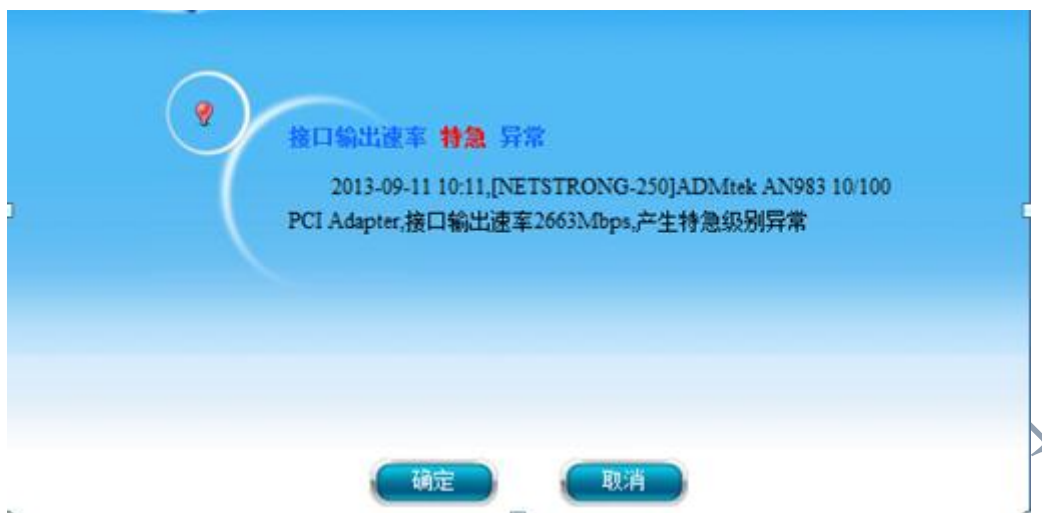 接口输出速率 特急 异常
2013-09-11 10:11,[NETSTRONG-250]ADMtek AN983 10/100
PCI Adapter,接口输出速率2663Mbps,产生特急级别异常
确定 取消